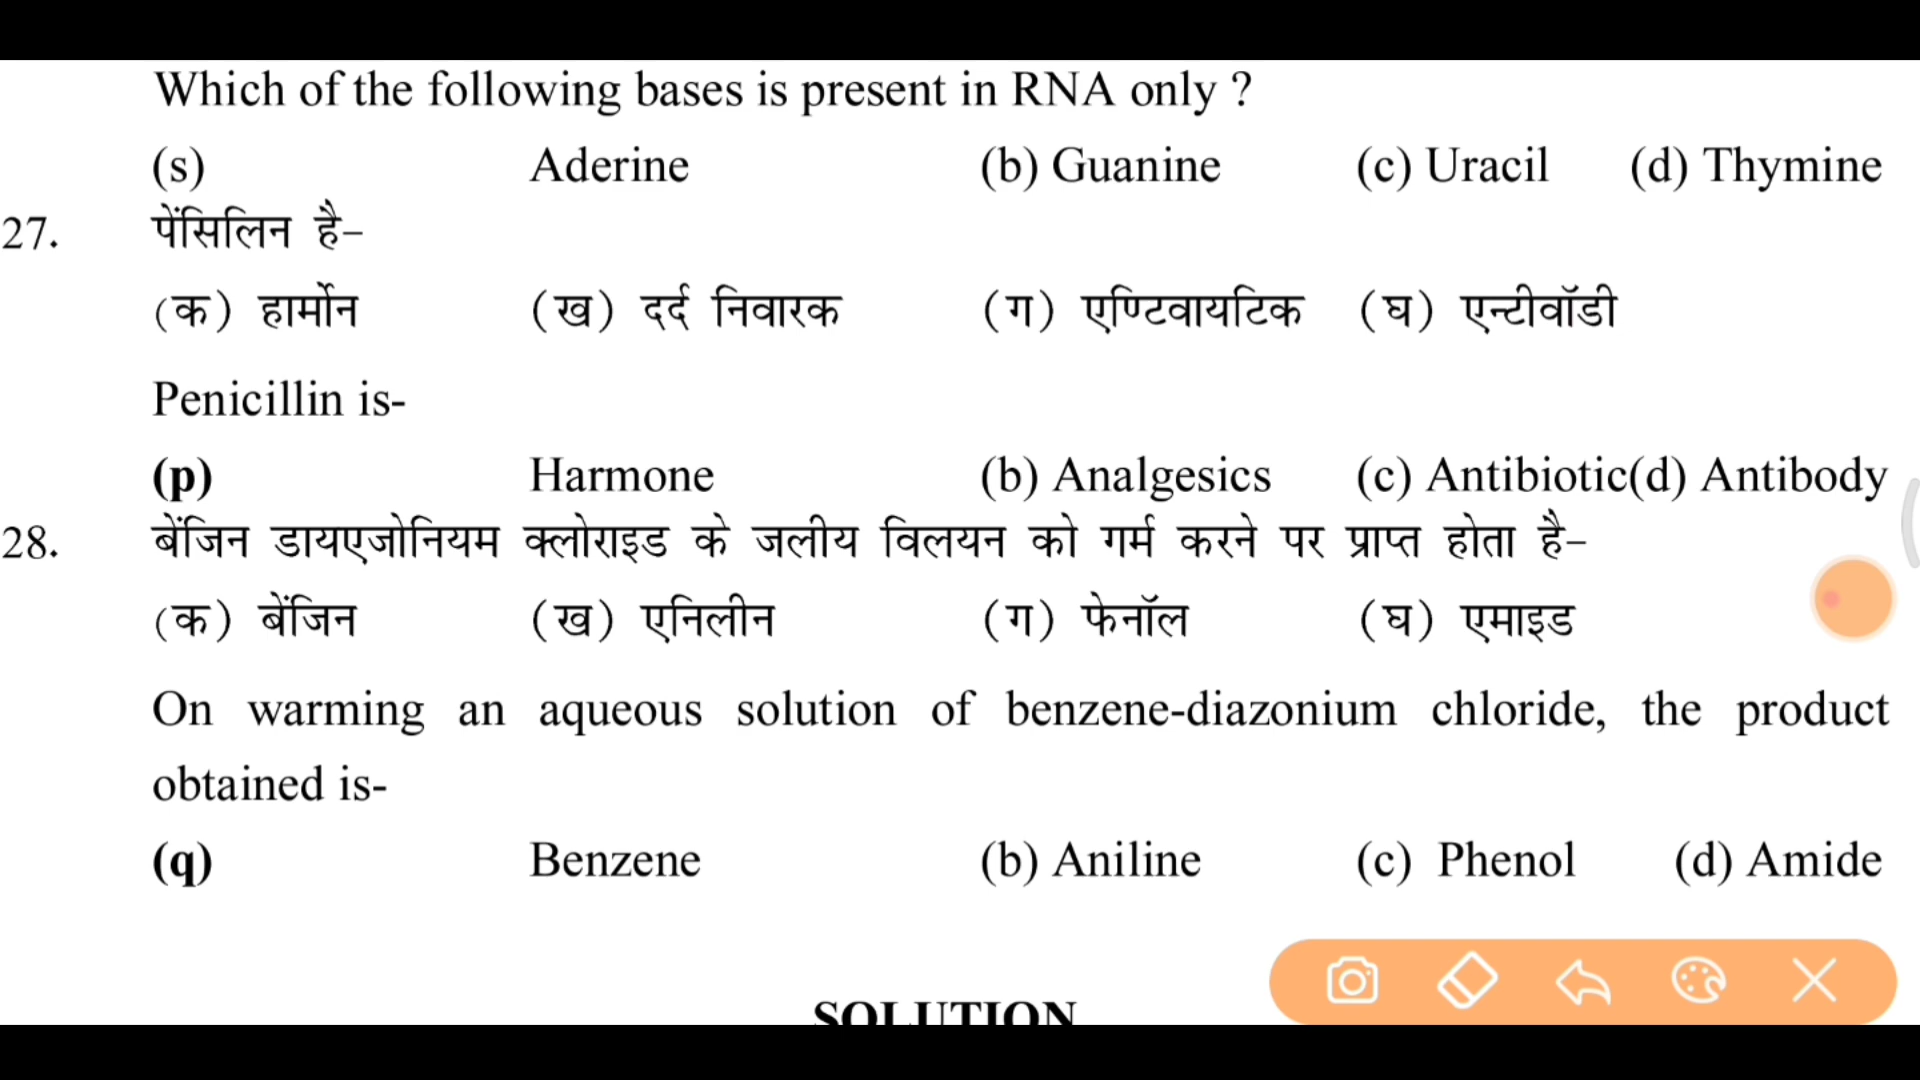 Which of the following bases is present in RNA only ?
(s) Aderine (b) Guanine (c) Uracil (d) Thymine
27. पेंसिलिन है–
(क) हार्मोन (ख) दर्द निवारक (ग) एण्टिवायटिक (घ) एन्टीवॉडी
Penicillin is-
(p) Harmone (b) Analgesics (c) Antibiotic(d) Antibody
28. बेंजिन डायएजोनियम क्लोराइड के जलीय विलयन को गर्म करने पर प्राप्त होता है–
(क) बेंजिन (ख) एनिलीन (ग) फेनॉल (घ) एमाइड
On warming an aqueous solution of benzene-diazonium chloride, the product
obtained is-
(q) Benzene (b) Aniline (c) Phenol (d) Amide
SOLUTION